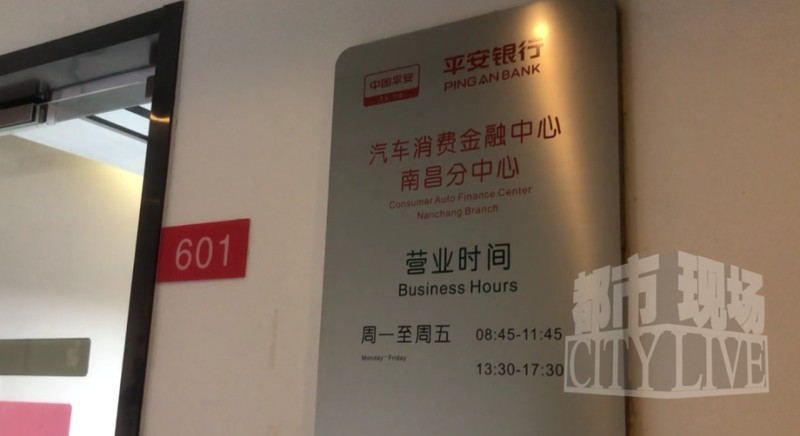 中国平安
平安银行
PING AN BANK
汽车消费金融中心
南昌分中心
Consumer Auto Finance Center
Nanchang Branch
601
营业时间
Business Hours
周一至周五 08:45-11:45
Monday~Friday
13:30-17:30
都市现场
CITY LIVE